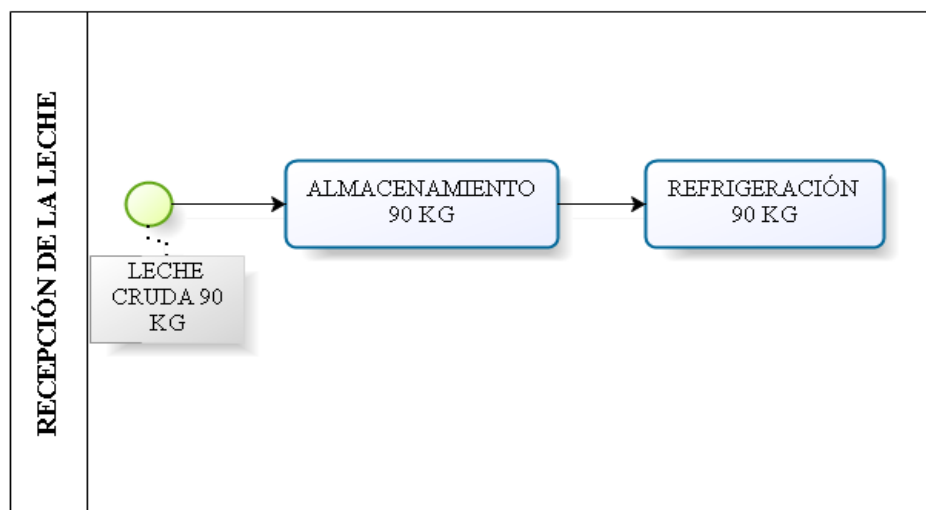 RECEPCIÓN DE LA LECHE
ALMACENAMIENTO
90 KG
REFRIGERACIÓN
90 KG
LECHE
CRUDA 90
KG